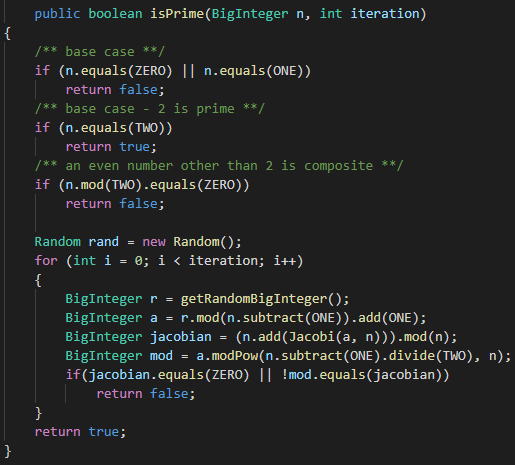 public boolean isPrime(BigInteger n, int iteration)
{
/** base case **/
if (n.equals(ZERO) || n.equals(ONE))
return false;
/** base case - 2 is prime **/
if (n.equals(TWO))
return true;
/** an even number other than 2 is composite **/
if (n.mod(TWO).equals(ZERO))
return false;
Random rand = new Random();
for (int i = 0; i < iteration; i++)
{
BigInteger r = getRandomBigInteger();
BigInteger a = r.mod(n.subtract(ONE)).add(ONE);
BigInteger jacobian = (n.add(Jacobi(a, n))).mod(n);
BigInteger mod = a.modPow(n.subtract(ONE).divide(TWO), n);
if(jacobian.equals(ZERO) || !mod.equals(jacobian))
return false;
}
return true;
}